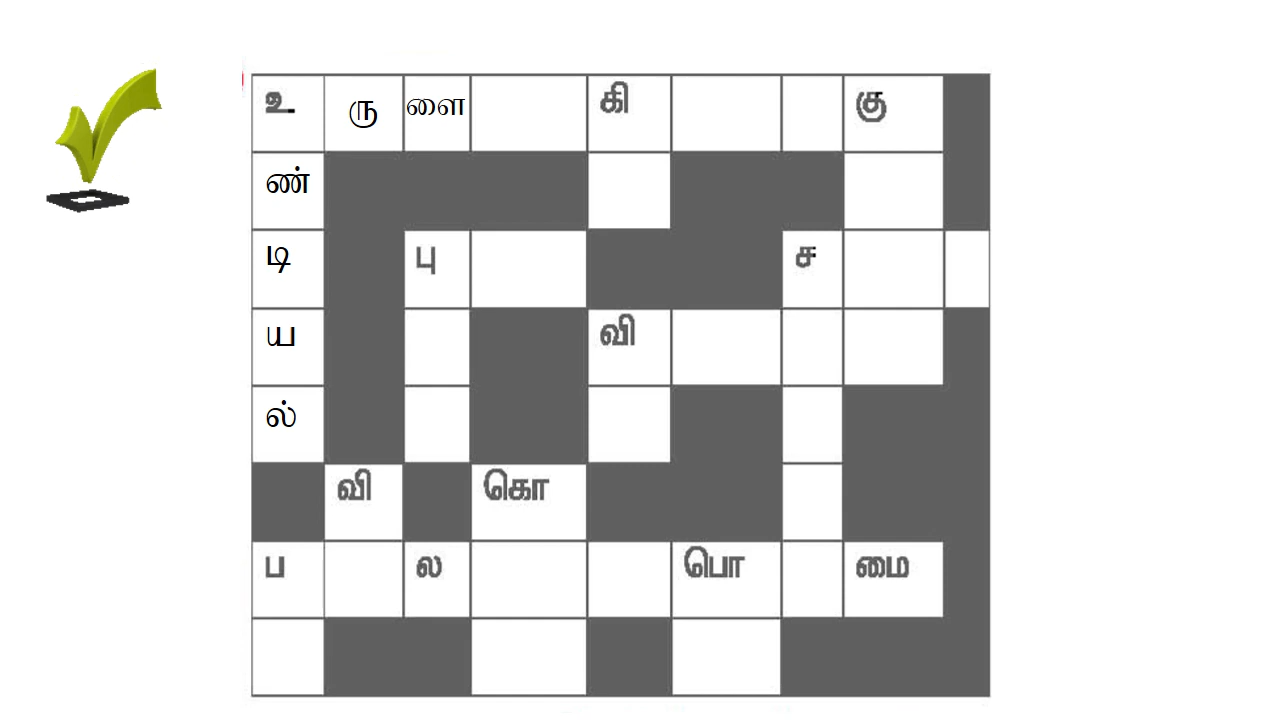 உ ரு ளை கி கு
ண்
டி பு ச
ய வி
ல்
வி கொ
ப ல பொ மை